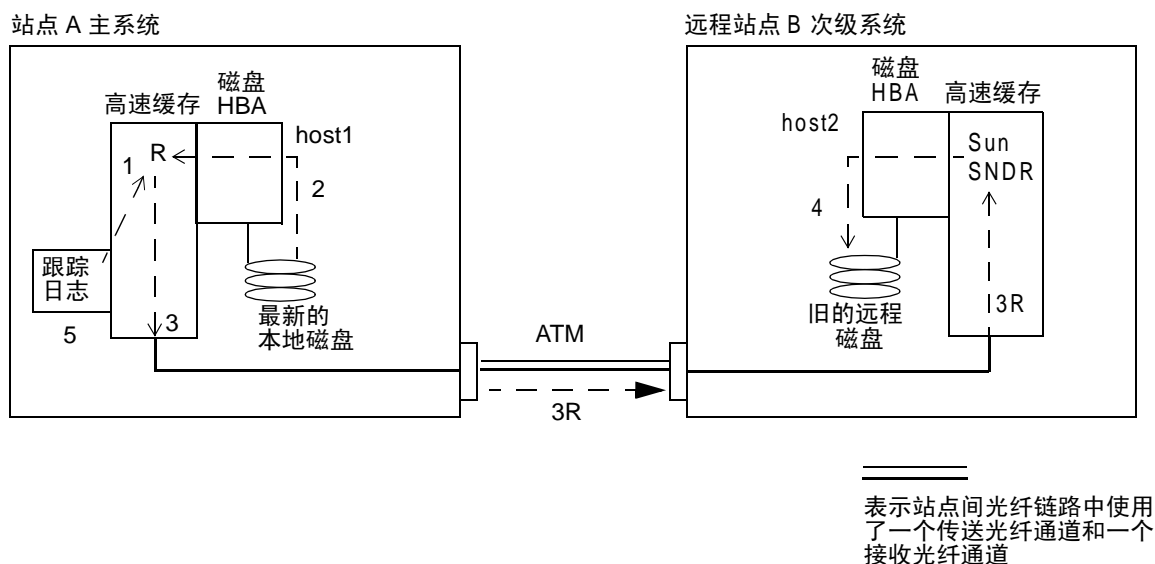 站点 A 主系统
远程站点 B 次级系统
磁盘
HBA
高速缓存
host1
R
1
2
3
跟踪
日志
5
最新的
本地磁盘
ATM
3R
磁盘
HBA
高速缓存
host2
Sun
SNDR
4
3R
旧的远程
磁盘
表示站点间光纤链路中使用
了一个传送光纤通道和一个
接收光纤通道